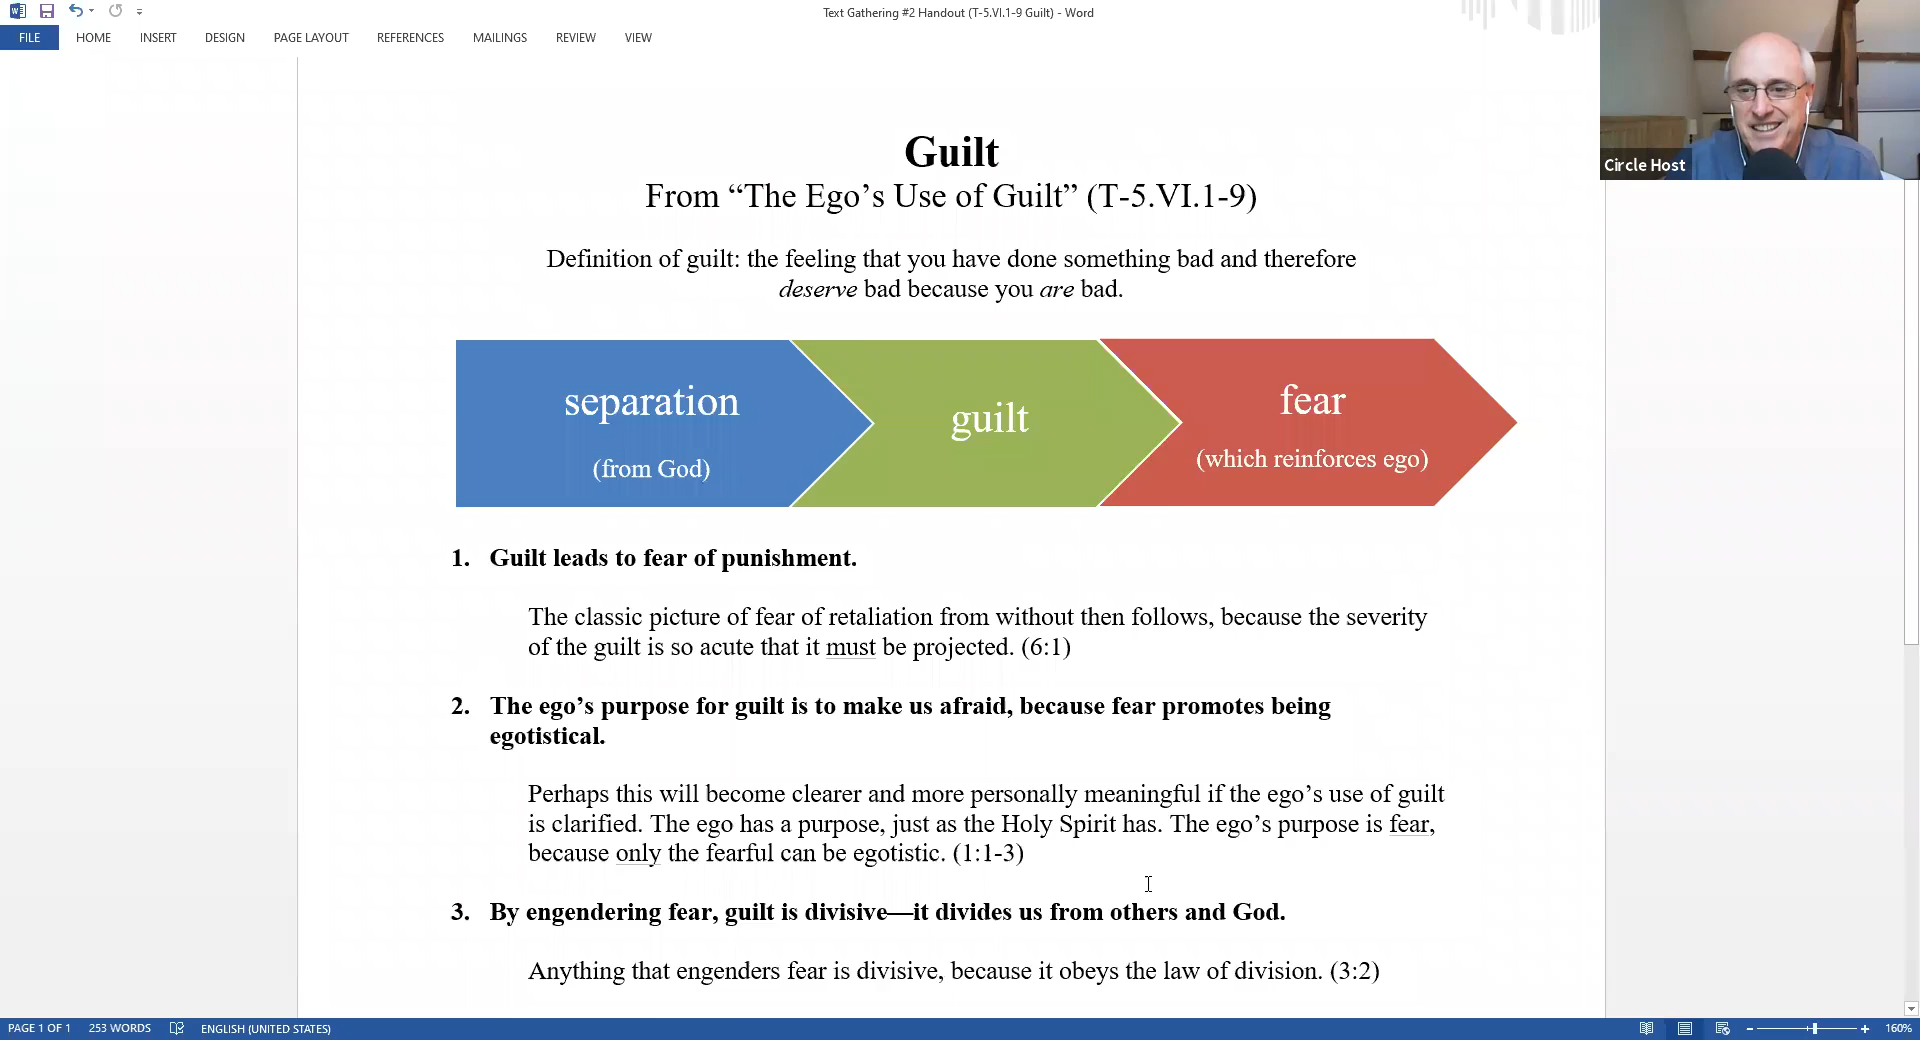 Text Gathering #2 Handout (T-5.VI.1-9 Guilt) - Word
FILE HOME INSERT DESIGN PAGE LAYOUT REFERENCES MAILINGS REVIEW VIEW
Circle Host
Guilt
From “The Ego’s Use of Guilt” (T-5.VI.1-9)
Definition of guilt: the feeling that you have done something bad and therefore
deserve bad because you are bad.
separation
(from God)
guilt
fear
(which reinforces ego)
1. Guilt leads to fear of punishment.
The classic picture of fear of retaliation from without then follows, because the severity
of the guilt is so acute that it must be projected. (6:1)
2. The ego’s purpose for guilt is to make us afraid, because fear promotes being
egotistical.
Perhaps this will become clearer and more personally meaningful if the ego’s use of guilt
is clarified. The ego has a purpose, just as the Holy Spirit has. The ego’s purpose is fear,
because only the fearful can be egotistic. (1:1-3)
3. By engendering fear, guilt is divisive—it divides us from others and God.
Anything that engenders fear is divisive, because it obeys the law of division. (3:2)
PAGE 1 OF 1 253 WORDS ENGLISH (UNITED STATES) 160%